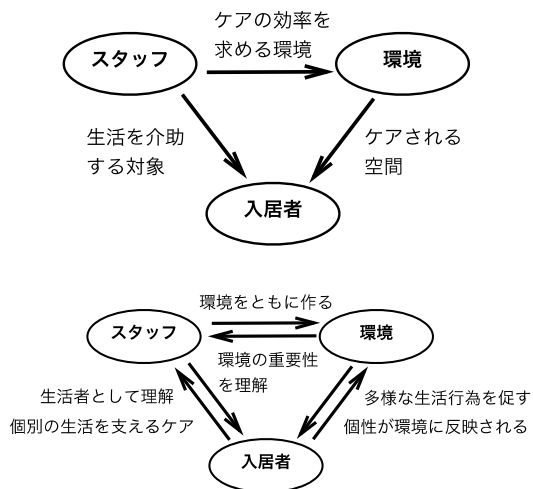 ケアの効率を
求める環境
スタッフ
環境
生活を介助
する対象
ケアされる
空間
入居者
環境をともに作る
スタッフ
環境
環境の重要性
を理解
生活者として理解
個別の生活を支えるケア
多様な生活行為を促す
個性が環境に反映される
入居者